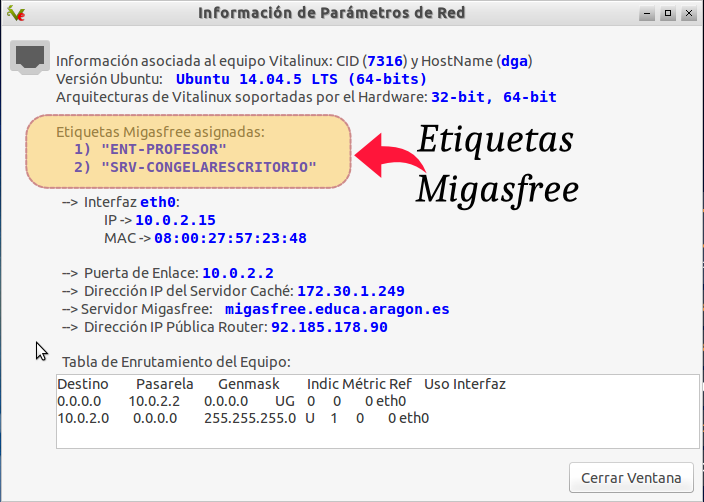 Información de Parámetros de Red
Información asociada al equipo Vitalinux: CID (7316) y HostName (dga)
Versión Ubuntu: Ubuntu 14.04.5 LTS (64-bits)
Arquitecturas de Vitalinux soportadas por el Hardware: 32-bit, 64-bit
Etiquetas Migasfree asignadas:
1) "ENT-PROFESOR"
2) "SRV-CONGELARESCRITORIO"
Etiquetas
Migasfree
--> Interfaz eth0:
IP -> 10.0.2.15
MAC -> 08:00:27:57:23:48
--> Puerta de Enlace: 10.0.2.2
--> Dirección IP del Servidor Caché: 172.30.1.249
--> Servidor Migasfree: migasfree.educa.aragon.es
--> Dirección IP Pública Router: 92.185.178.90
Tabla de Enrutamiento del Equipo:
Destino Pasarela Genmask Indic Métric Ref Uso Interfaz
0.0.0.0 10.0.2.2 0.0.0.0 UG 0 0 0 eth0
10.0.2.0 0.0.0.0 255.255.255.0 U 1 0 0 eth0
Cerrar Ventana